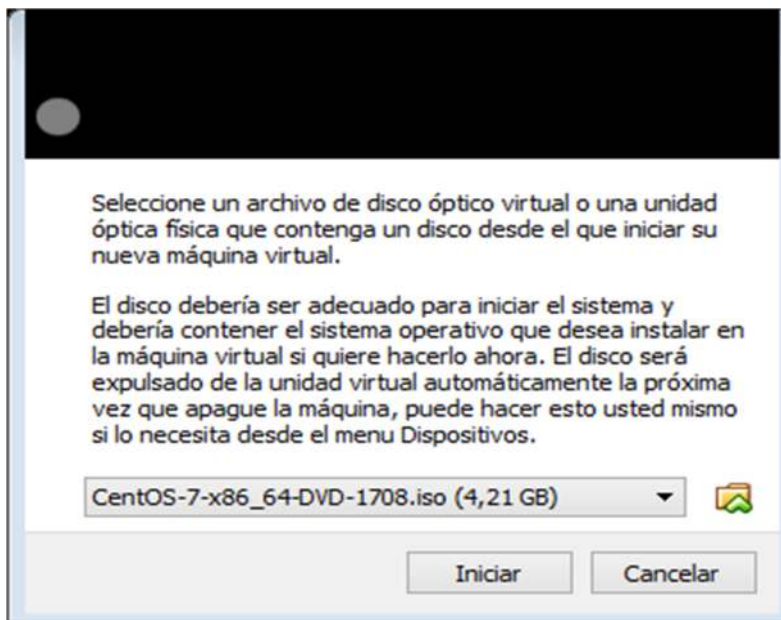 Seleccione un archivo de disco óptico virtual o una unidad
óptica física que contenga un disco desde el que iniciar su
nueva máquina virtual.
El disco debería ser adecuado para iniciar el sistema y
debería contener el sistema operativo que desea instalar en
la máquina virtual si quiere hacerlo ahora. El disco será
expulsado de la unidad virtual automáticamente la próxima
vez que apague la máquina, puede hacer esto usted mismo
si lo necesita desde el menu Dispositivos.
CentOS-7-x86_64-DVD-1708.iso (4,21 GB)
Iniciar Cancelar